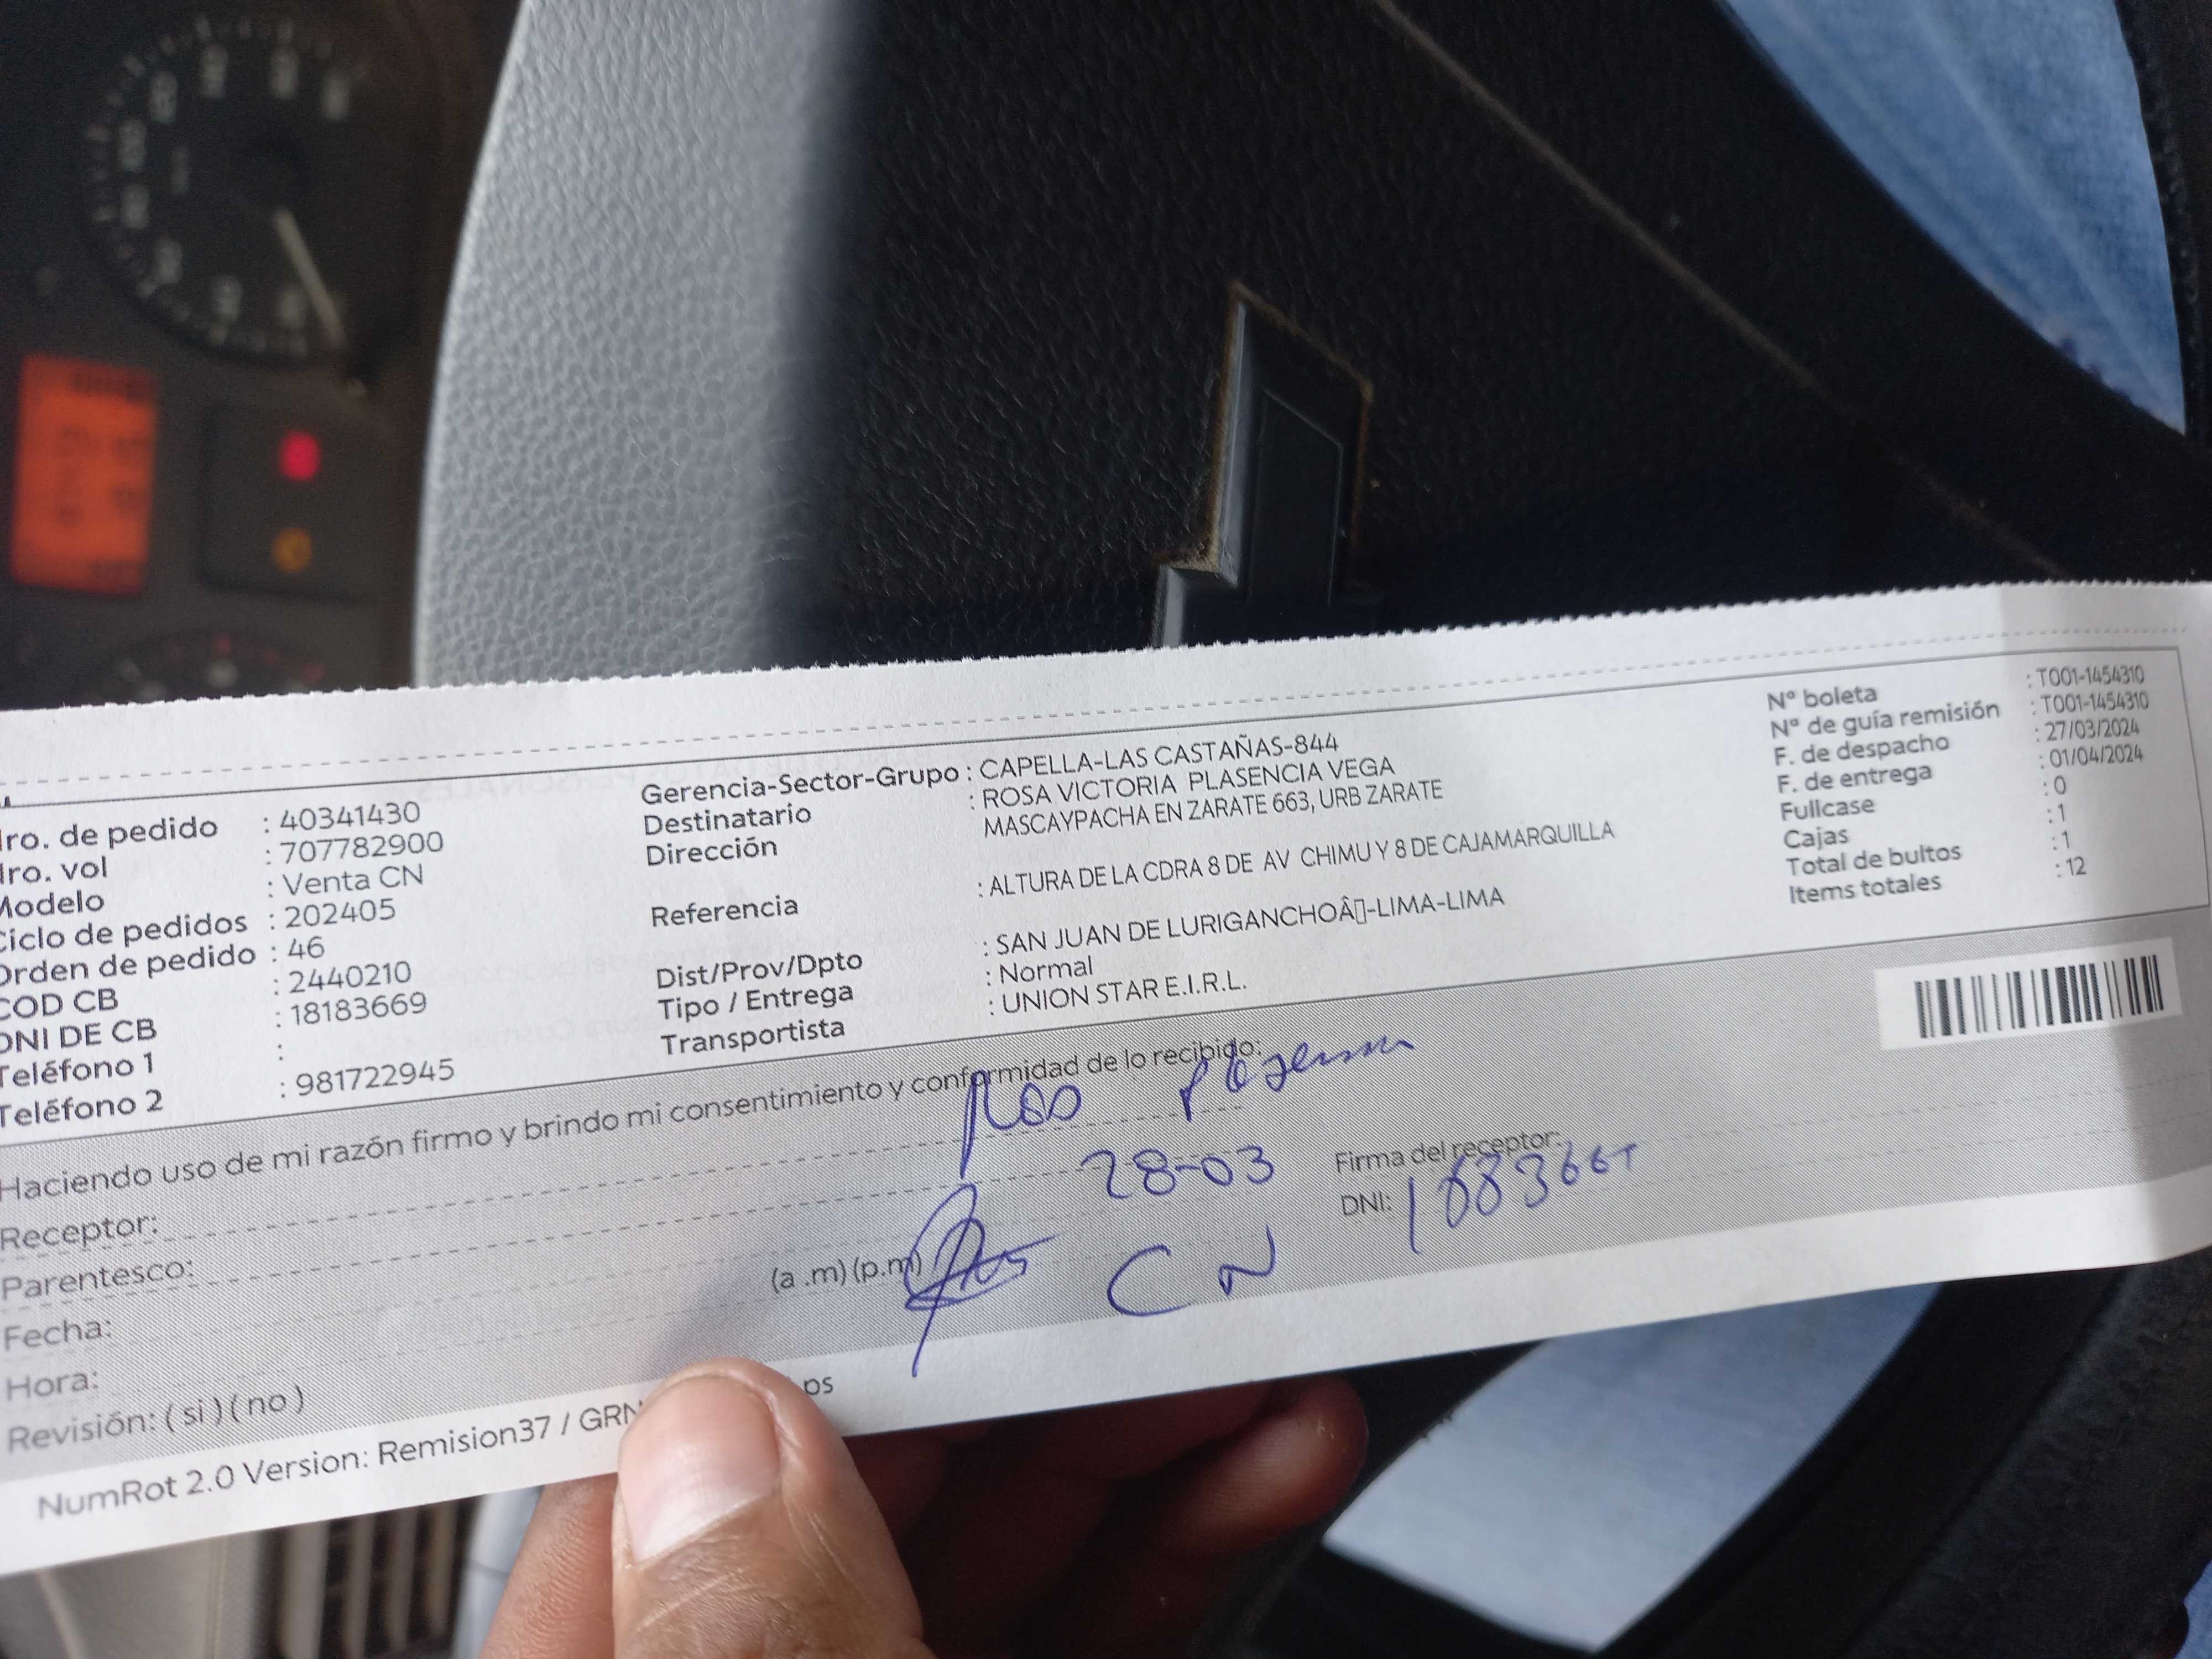 ro. de pedido : 40341430
ro. vol : 707782900
Modelo : Venta CN
Ciclo de pedidos : 202405
Orden de pedido : 46
COD CB : 2440210
DNI DE CB : 18183669
Teléfono 1 :
Teléfono 2 : 981722945
Gerencia-Sector-Grupo : CAPELLA-LAS CASTAÑAS-844
Destinatario : ROSA VICTORIA PLASENCIA VEGA
Dirección MASCAYPACHA EN ZARATE 663, URB ZARATE
Referencia : ALTURA DE LA CDRA 8 DE AV CHIMU Y 8 DE CAJAMARQUILLA
Dist/Prov/Dpto : SAN JUAN DE LURIGANCHOÂ▯-LIMA-LIMA
Tipo / Entrega : Normal
Transportista : UNION STAR E.I.R.L.
Nº boleta : T001-1454310
Nº de guía remisión : T001-1454310
F. de despacho : 27/03/2024
F. de entrega : 01/04/2024
Fullcase : 0
Cajas : 1
Total de bultos : 1
Items totales : 12
Haciendo uso de mi razón firmo y brindo mi consentimiento y conformidad de lo recibido:
Receptor:
Parentesco: 28-03
Firma del receptor:
Fecha:
DNI:
Hora: (a .m) (p.m) CN
Revisión: ( si ) ( no )
NumRot 2.0 Version: Remision37 / GRN ps